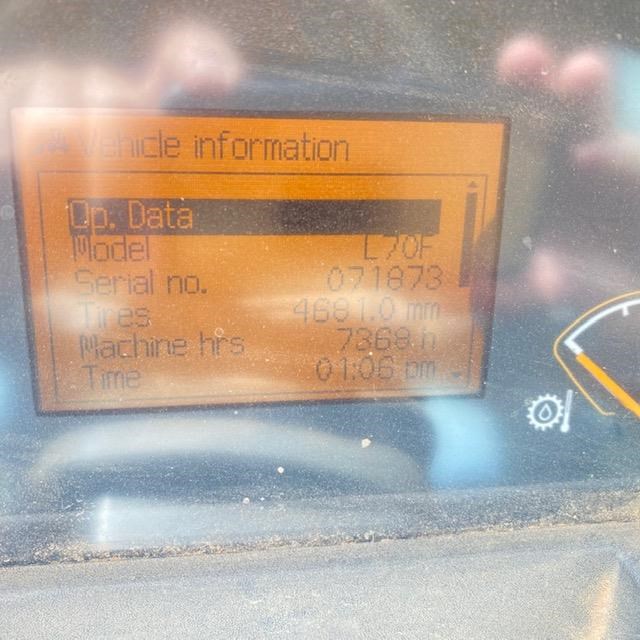 Vehicle information
Op. Data
Model L70F
Serial no. 071873
Tires 4681.0 mm
Machine hrs 7368 h
Time 01:06 pm